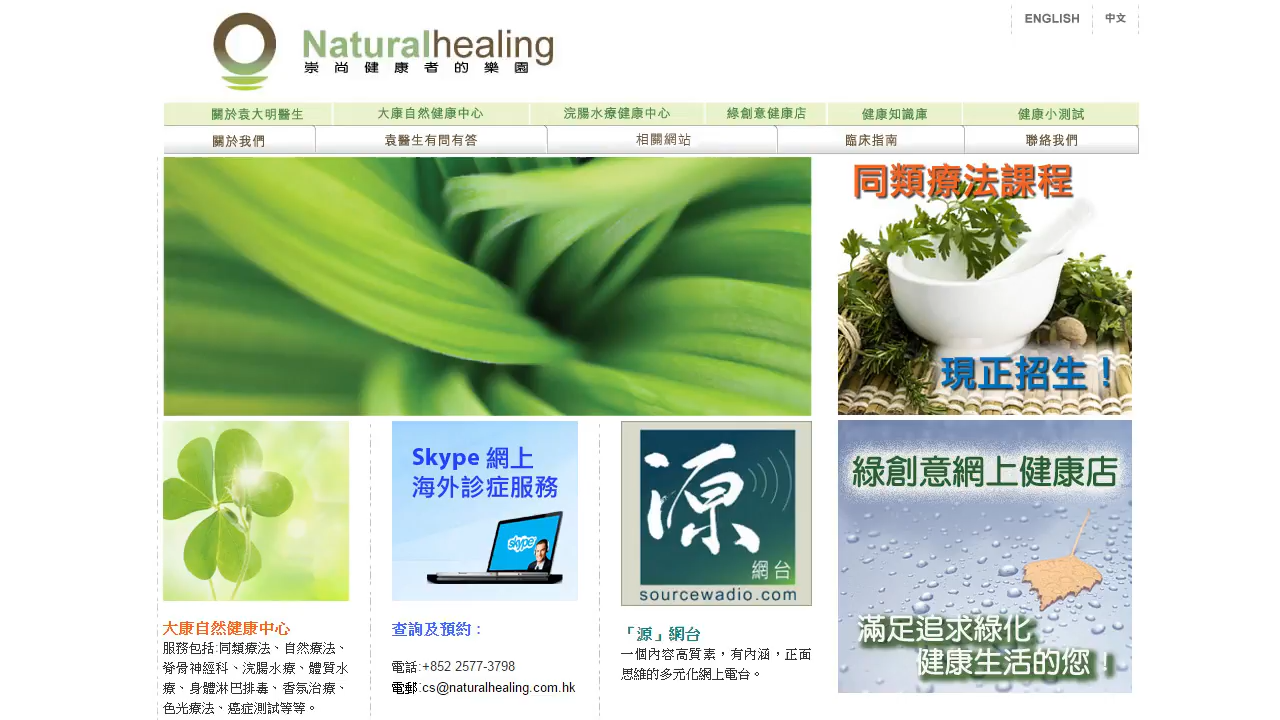 ENGLISH
中文
Naturalhealing
崇尚健康者的樂園
關於袁大明醫生
大康自然健康中心
浣腸水療健康中心
綠創意健康店
健康知識庫
健康小測試
關於我們
袁醫生有問有答
相關網站
臨床指南
聯絡我們
同類療法課程
現正招生！
Skype 網上
海外診症服務
skype
源
網台
sourcewadio.com
綠創意網上健康店
滿足追求綠化
健康生活的您！
大康自然健康中心
服務包括:同類療法、自然療法、
脊骨神經科、浣腸水療、體質水
療、身體淋巴排毒、香氛治療、
色光療法、癌症測試等等。
查詢及預約：
電話:+852 2577-3798
電郵:cs@naturalhealing.com.hk
「源」網台
一個內容高質素，有內涵，正面
思維的多元化網上電台。